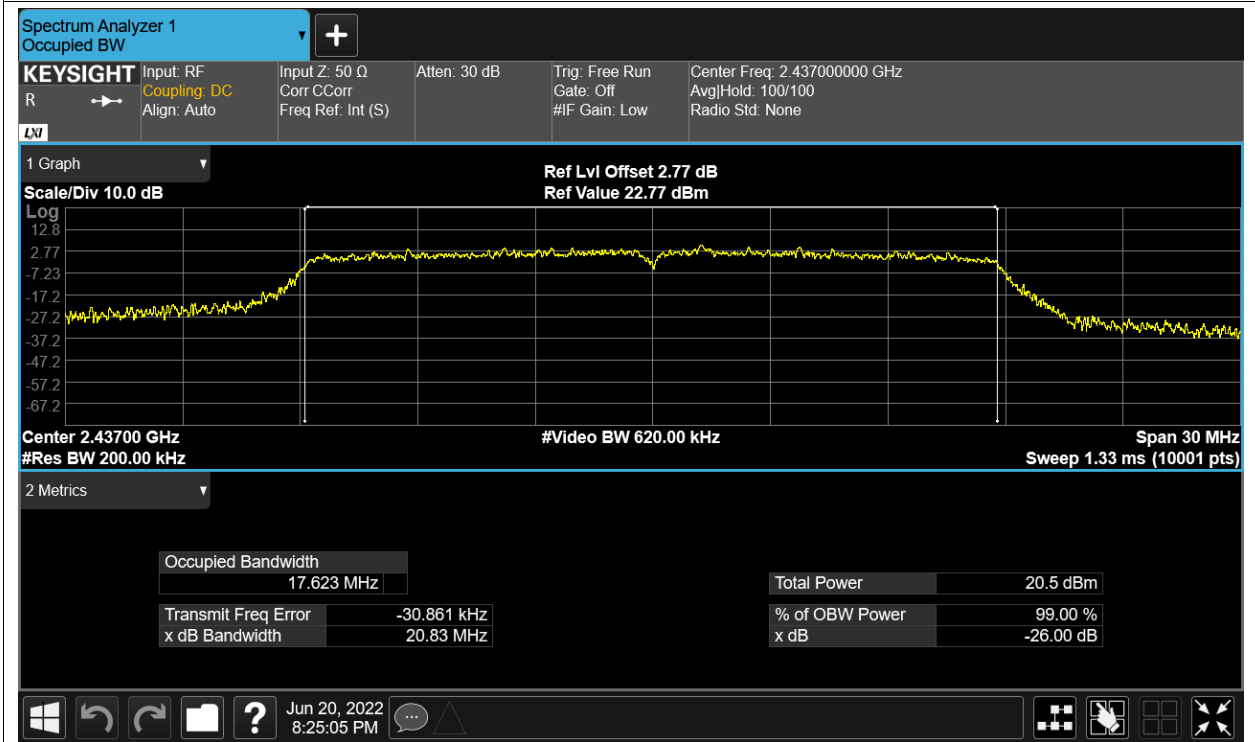 Spectrum Analyzer 1
Occupied BW
KEYSIGHT
R
LXI
Input: RF
Coupling: DC
Align: Auto
Input Z: 50 Ω
Corr CCorr
Freq Ref: Int (S)
Atten: 30 dB
Trig: Free Run
Gate: Off
#IF Gain: Low
Center Freq: 2.437000000 GHz
Avg|Hold: 100/100
Radio Std: None
1 Graph
Scale/Div 10.0 dB
Ref Lvl Offset 2.77 dB
Ref Value 22.77 dBm
Log
12.8
2.77
-7.23
-17.2
-27.2
-37.2
-47.2
-57.2
-67.2
Center 2.43700 GHz
#Res BW 200.00 kHz
#Video BW 620.00 kHz
Span 30 MHz
Sweep 1.33 ms (10001 pts)
2 Metrics
Occupied Bandwidth
17.623 MHz
Transmit Freq Error -30.861 kHz
x dB Bandwidth 20.83 MHz
Total Power 20.5 dBm
% of OBW Power 99.00 %
x dB -26.00 dB
?
Jun 20, 2022
8:25:05 PM